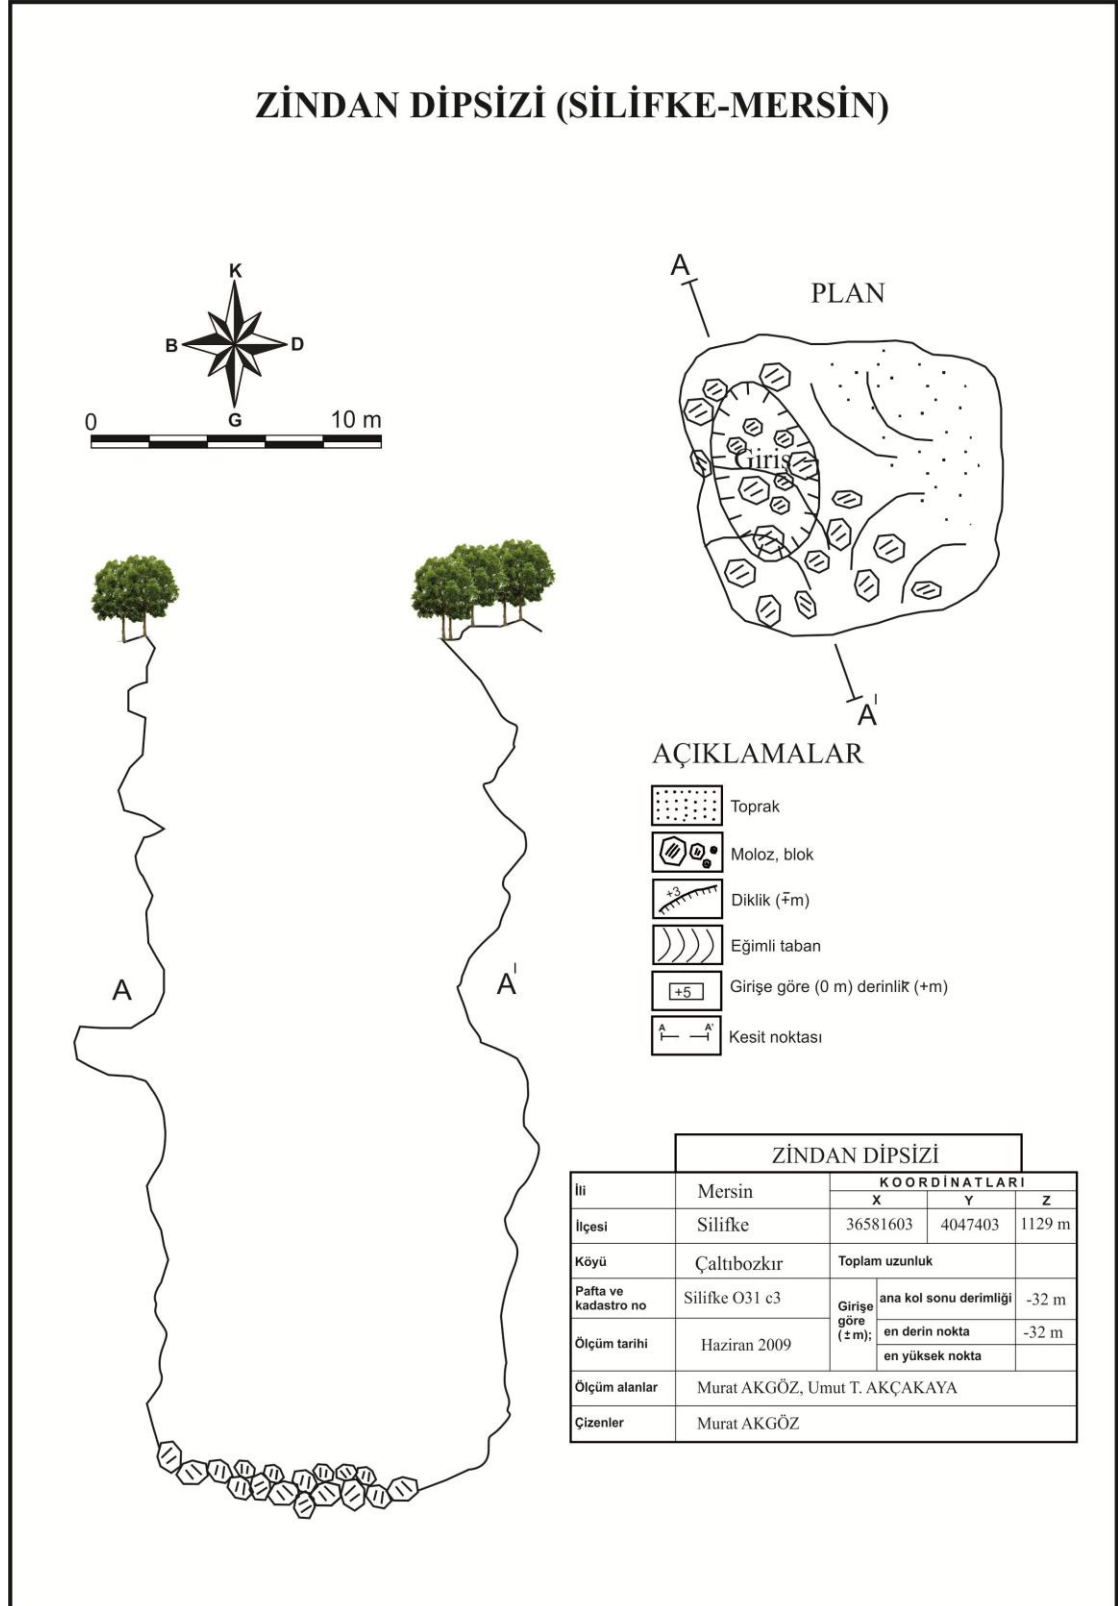 ZİNDAN DİPSİZİ (SİLİFKE-MERSİN)
K
B D
G
0 10 m
A
PLAN
Giriş
A'
A A'
AÇIKLAMALAR
Toprak
Moloz, blok
+3 Diklik (∓m)
Eğimli taban
+5 Girişe göre (0 m) derinlik (+m)
A A' Kesit noktası
ZİNDAN DİPSİZİ
İli Mersin KOORDİNATLARI
X Y Z
İlçesi Silifke 36581603 4047403 1129 m
Köyü Çaltıbozkır Toplam uzunluk
Pafta ve
kadastro no Silifke O31 c3
Girişe
göre
(±m);
ana kol sonu derimliği -32 m
en derin nokta -32 m
en yüksek nokta
Ölçüm tarihi Haziran 2009
Ölçüm alanlar Murat AKGÖZ, Umut T. AKÇAKAYA
Çizenler Murat AKGÖZ